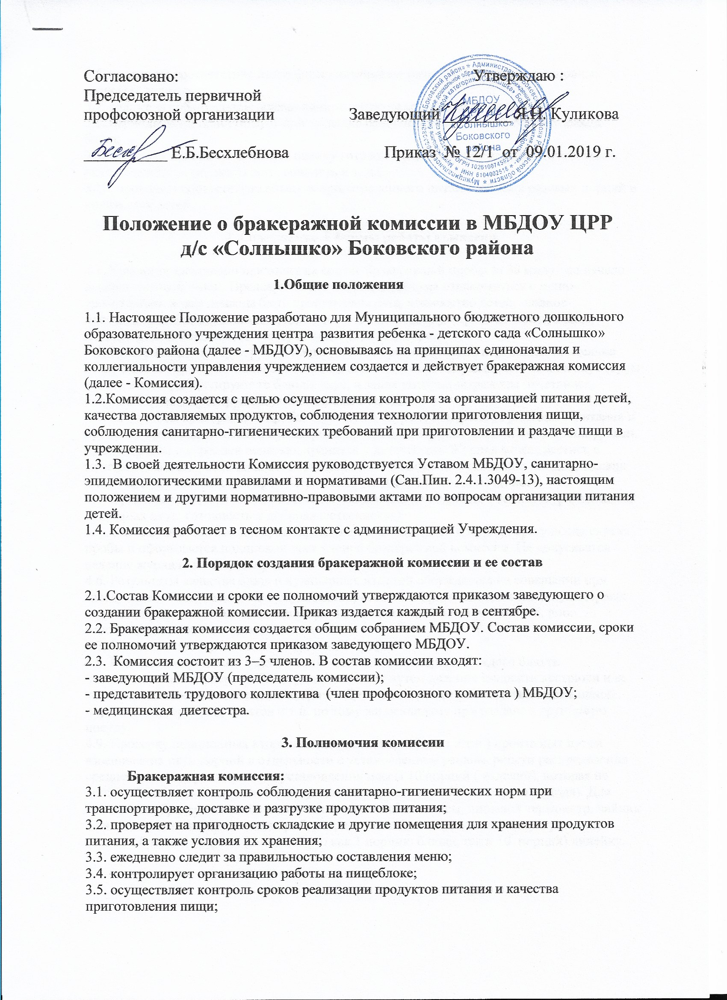 Согласовано: Утверждаю :
Председатель первичной
профсоюзной организации Заведующий Куликова
Е.Б.Бесхлебнова Приказ № 12/1 от 09.01.2019 г.
МБДОУ
ЦРР д/с
«Солнышко»
Боковского
района
Положение о бракеражной комиссии в МБДОУ ЦРР
д/с «Солнышко» Боковского района
1.Общие положения
1.1. Настоящее Положение разработано для Муниципального бюджетного дошкольного
образовательного учреждения центра развития ребенка - детского сада «Солнышко»
Боковского района (далее - МБДОУ), основываясь на принципах единоначалия и
коллегиальности управления учреждением создается и действует бракеражная комиссия
(далее - Комиссия).
1.2.Комиссия создается с целью осуществления контроля за организацией питания детей,
качества доставляемых продуктов, соблюдения технологии приготовления пищи,
соблюдения санитарно-гигиенических требований при приготовлении и раздаче пищи в
учреждении.
1.3. В своей деятельности Комиссия руководствуется Уставом МБДОУ, санитарно-
эпидемиологическими правилами и нормативами (Сан.Пин. 2.4.1.3049-13), настоящим
положением и другими нормативно-правовыми актами по вопросам организации питания
детей.
1.4. Комиссия работает в тесном контакте с администрацией Учреждения.
2. Порядок создания бракеражной комиссии и ее состав
2.1.Состав Комиссии и сроки ее полномочий утверждаются приказом заведующего о
создании бракеражной комиссии. Приказ издается каждый год в сентябре.
2.2. Бракеражная комиссия создается общим собранием МБДОУ. Состав комиссии, сроки
ее полномочий утверждаются приказом заведующего МБДОУ.
2.3. Комиссия состоит из 3–5 членов. В состав комиссии входят:
- заведующий МБДОУ (председатель комиссии);
- представитель трудового коллектива (член профсоюзного комитета ) МБДОУ;
- медицинская диетсестра.
3. Полномочия комиссии
Бракеражная комиссия:
3.1. осуществляет контроль соблюдения санитарно-гигиенических норм при
транспортировке, доставке и разгрузке продуктов питания;
3.2. проверяет на пригодность складские и другие помещения для хранения продуктов
питания, а также условия их хранения;
3.3. ежедневно следит за правильностью составления меню;
3.4. контролирует организацию работы на пищеблоке;
3.5. осуществляет контроль сроков реализации продуктов питания и качества
приготовления пищи;